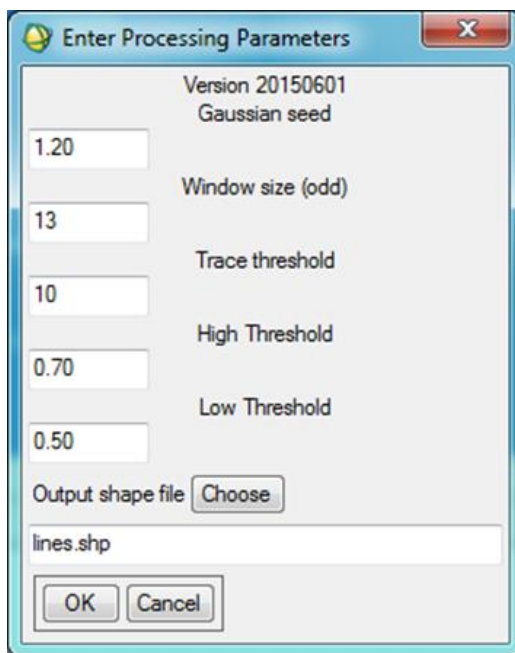 Enter Processing Parameters
Version 20150601
Gaussian seed
1.20
Window size (odd)
13
Trace threshold
10
High Threshold
0.70
Low Threshold
0.50
Output shape file Choose
lines.shp
OK Cancel